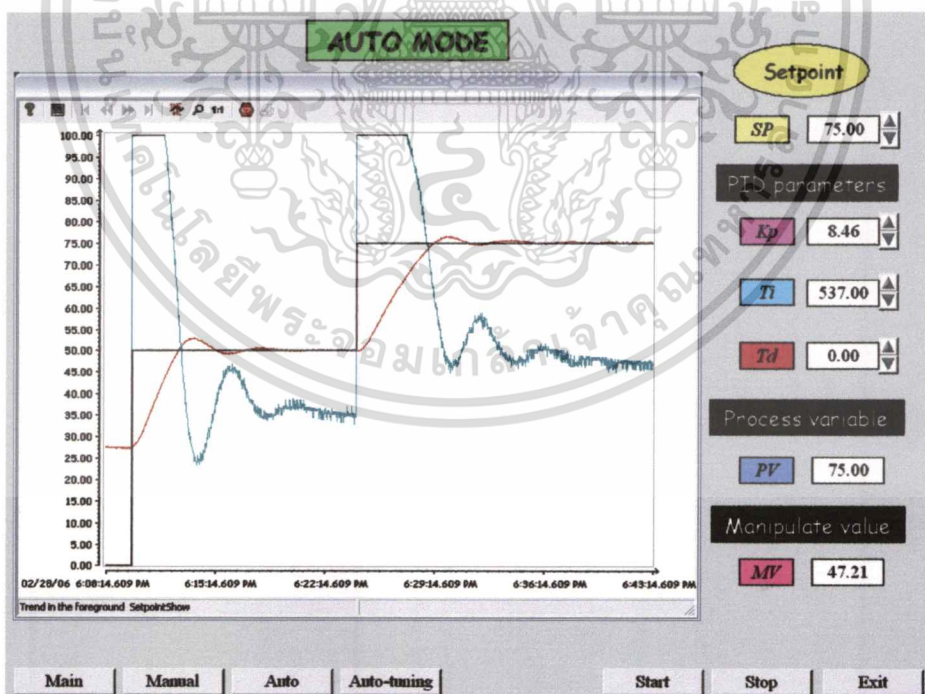 AUTO MODE
Setpoint
SP 75.00
PID parameters
Kp 8.46
Ti 537.00
Td 0.00
Process variable
PV 75.00
Manipulate value
MV 47.21
1:1
100.00
95.00
90.00
85.00
80.00
75.00
70.00
65.00
60.00
55.00
50.00
45.00
40.00
35.00
30.00
25.00
20.00
15.00
10.00
5.00
0.00
02/28/06 6:08:14.609 PM 6:15:14.609 PM 6:22:14.609 PM 6:29:14.609 PM 6:36:14.609 PM 6:43:14.609 PM
Trend in the foreground SetpointShow
Main Manual Auto Auto-tuning Start Stop Exit